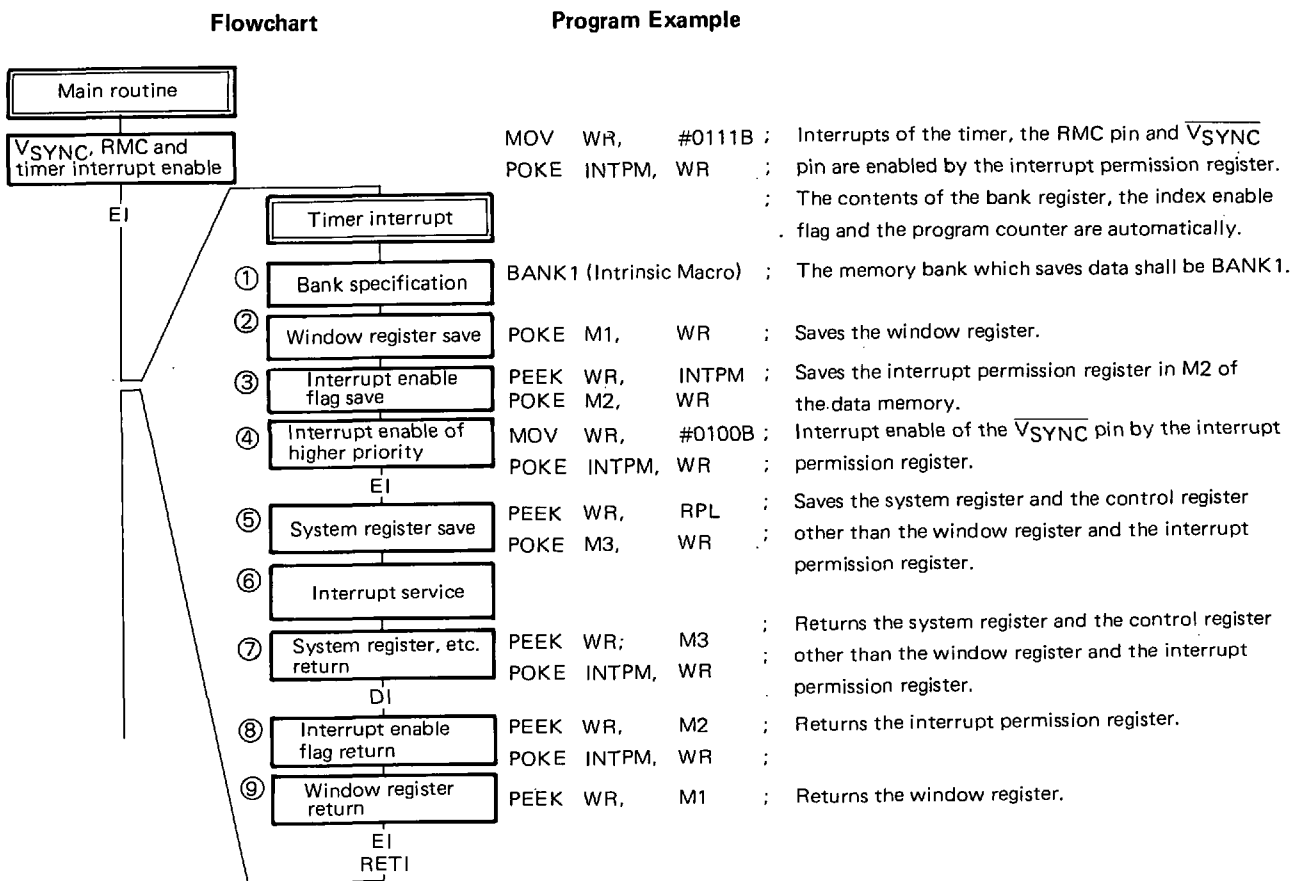 Flowchart Program Example
Main routine
VSYNC, RMC and
timer interrupt enable
EI
MOV WR, #0111B ; Interrupts of the timer, the RMC pin and VSYNC
POKE INTPM, WR ; pin are enabled by the interrupt permission register.
; The contents of the bank register, the index enable
. flag and the program counter are automatically.
Timer interrupt
① Bank specification BANK1 (Intrinsic Macro) ; The memory bank which saves data shall be BANK1.
② Window register save POKE M1, WR ; Saves the window register.
③ Interrupt enable PEEK WR, INTPM ; Saves the interrupt permission register in M2 of
flag save POKE M2, WR the data memory.
④ Interrupt enable of MOV WR, #0100B ; Interrupt enable of the VSYNC pin by the interrupt
higher priority POKE INTPM, WR ; permission register.
EI
⑤ System register save PEEK WR, RPL ; Saves the system register and the control register
POKE M3, WR ; other than the window register and the interrupt
permission register.
⑥ Interrupt service
; Returns the system register and the control register
⑦ System register, etc. PEEK WR; M3 ; other than the window register and the interrupt
return POKE INTPM, WR . permission register.
DI
⑧ Interrupt enable PEEK WR, M2 ; Returns the interrupt permission register.
flag return POKE INTPM, WR ;
⑨ Window register PEEK WR, M1 ; Returns the window register.
return
EI
RETI